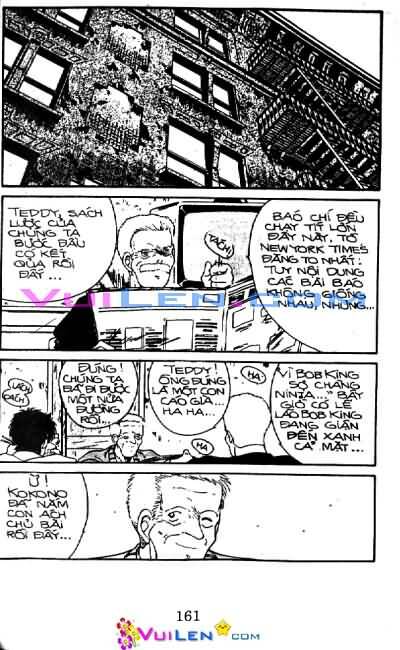 TEDDY, SÁCH
LƯỢC CỦA
CHÚNG TA
BƯỚC ĐẦU
CÓ KẾT
QUẢ RỒI
ĐẤY ...
BÁO CHÍ ĐỀU
CHẠY TÍT LỚN
ĐÂY NÀY. TỜ
NEW YORK TIMES
ĐĂNG TO NHẤT:
TUY NỘI DUNG
CÁC BÀI BÁO
KHÔNG GIỐNG
NHAU, NHƯNG...
VUILEN.COM
VÌ BOB KING
SỢ CHÀNG
NINJA..." BÂY
GIỜ CÓ LẼ
LÃO BOB KING
ĐANG GIẬN
ĐẾN XANH
CẢ MẶT...
HA
TEDDY!
ÔNG ĐÚNG
LÀ MỘT CON
CÁO GIÀ...
HA HA...
HA
ĐÚNG!
CHÚNG TA
ĐÃ ĐI ĐƯỢC
MỘT NỬA
ĐƯỜNG
RỒI...
Ừ!
KOKONO
ĐÃ NẮM
CON ÁCH
CHỦ BÀI
RỒI ĐẤY...
161
VUILEN.COM